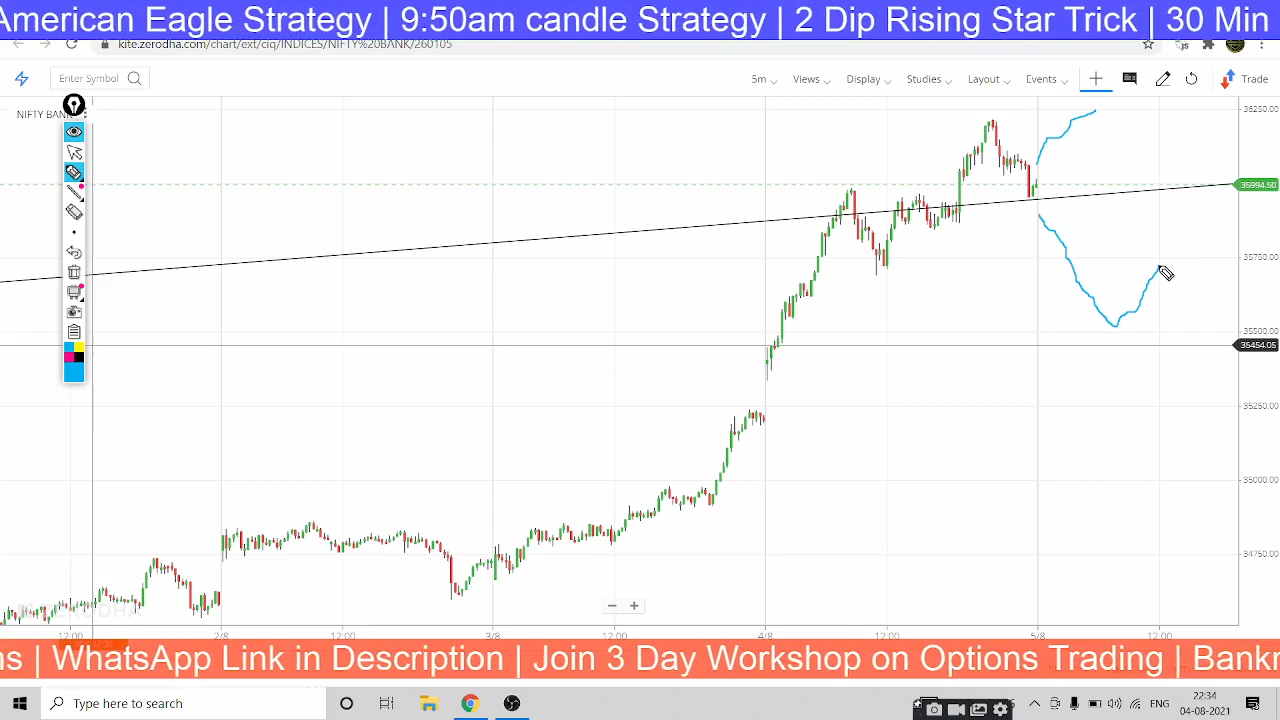 American Eagle Strategy | 9:50am candle Strategy | 2 Dip Rising Star Trick | 30 Min
kite.zerodha.com/chart/ext/ciq/INDICES/NIFTY%20BANK/260105
Enter Symbol
5m
Views
Display
Studies
Layout
Events
Trade
NIFTY BANK
36250.00
35994.50
35750.00
35500.00
35454.05
35250.00
35000.00
34750.00
ZERODHA
12:00
2/8
12:00
3/8
12:00
4/8
12:00
5/8
12:00
ns | WhatsApp Link in Description | Join 3 Day Workshop on Options Trading | Bankn
Type here to search
ENG
22:34
04-08-2021